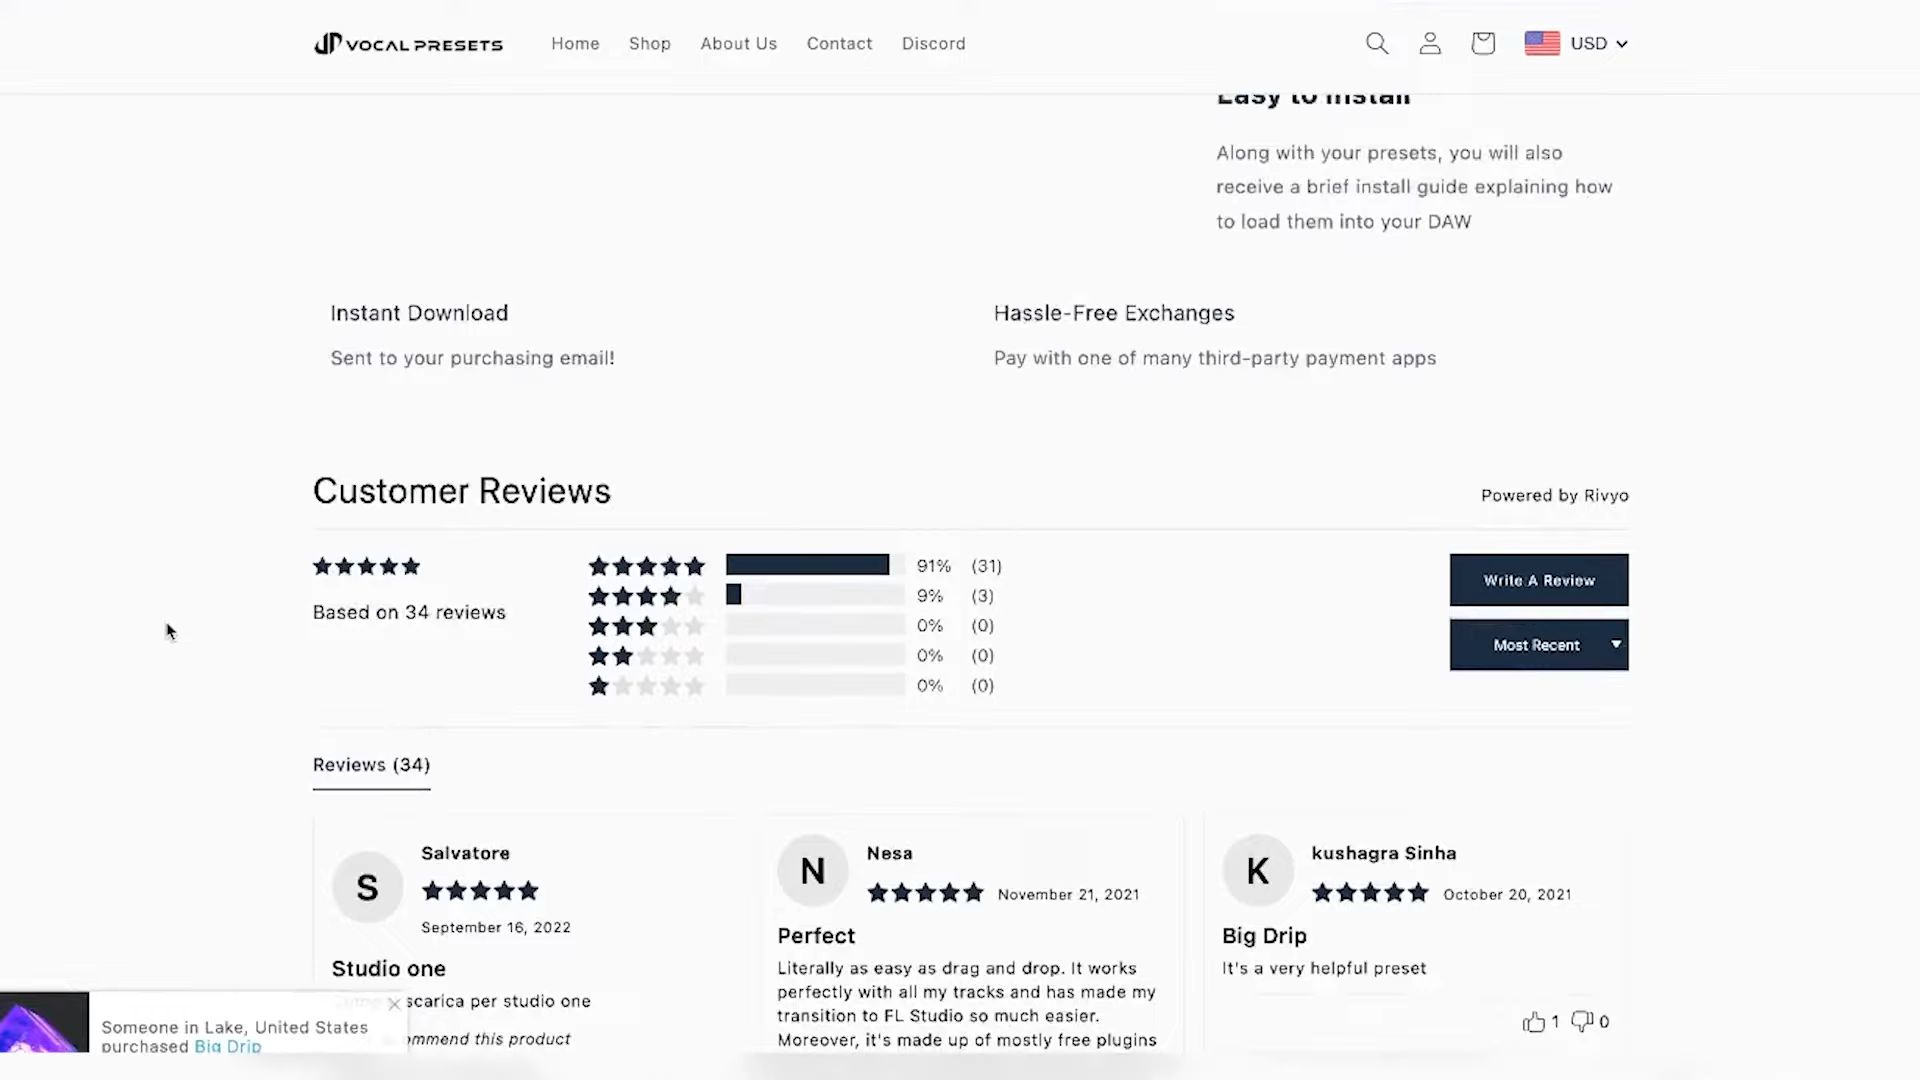 VOCAL PRESETS
Home
Shop
About Us
Contact
Discord
USD
Easy to Install
Along with your presets, you will also
receive a brief install guide explaining how
to load them into your DAW
Instant Download
Sent to your purchasing email!
Hassle-Free Exchanges
Pay with one of many third-party payment apps
Customer Reviews
Powered by Rivyo
Based on 34 reviews
91% (31)
9% (3)
0% (0)
0% (0)
0% (0)
Write A Review
Most Recent
Reviews (34)
S
Salvatore
September 16, 2022
Studio one
scarica per studio one
ommend this product
N
Nesa
November 21, 2021
Perfect
Literally as easy as drag and drop. It works
perfectly with all my tracks and has made my
transition to FL Studio so much easier.
Moreover, it's made up of mostly free plugins
K
kushagra Sinha
October 20, 2021
Big Drip
It's a very helpful preset
1
0
Someone in Lake, United States
purchased Big Drip